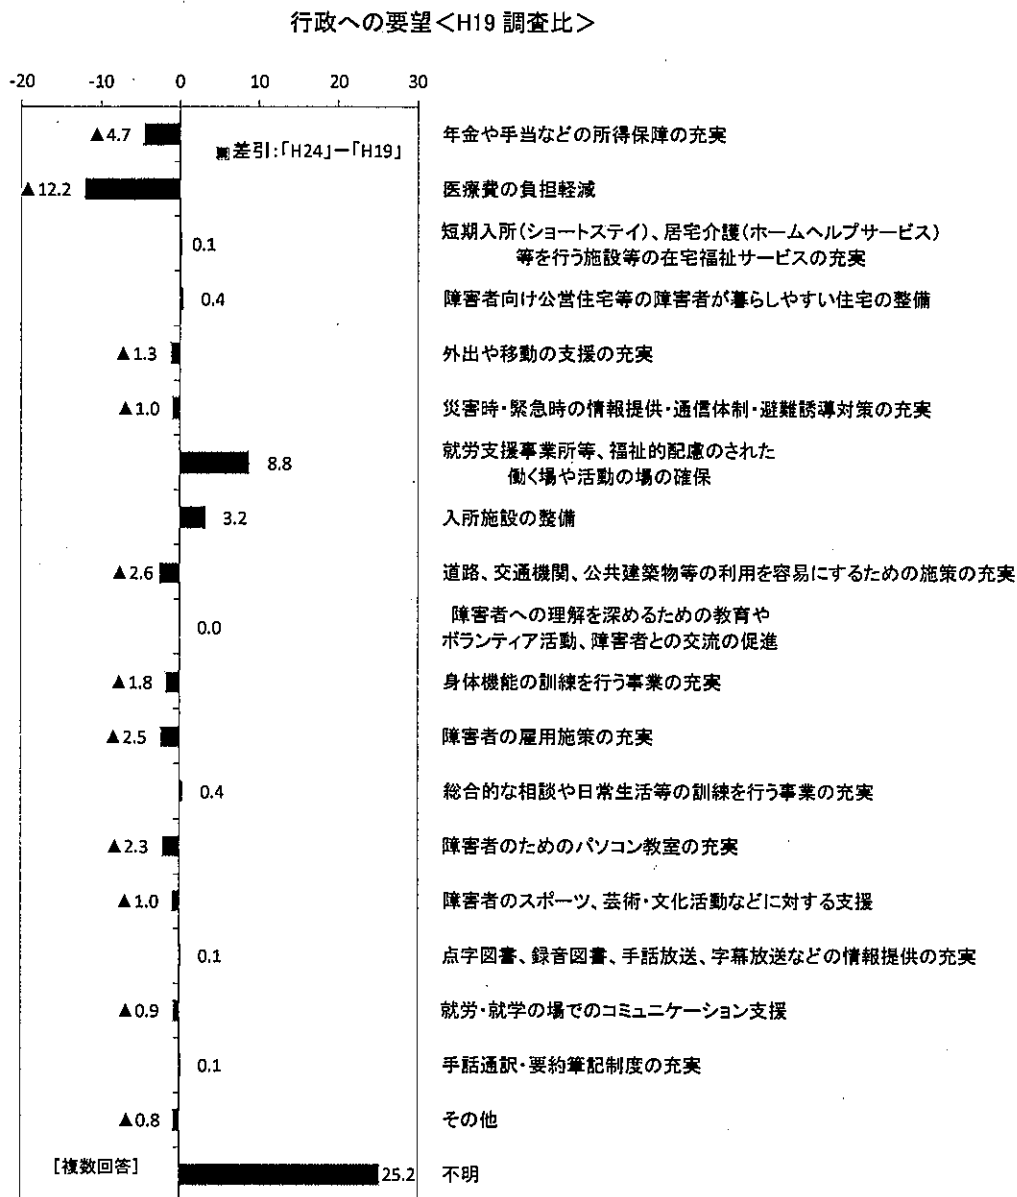 行政への要望＜H19 調査比＞
-20 -10 0 10 20 30
■差引：「H24」ー「H19」
▲4.7 年金や手当などの所得保障の充実
▲12.2 医療費の負担軽減
0.1 短期入所（ショートステイ）、居宅介護（ホームヘルプサービス）
等を行う施設等の在宅福祉サービスの充実
0.4 障害者向け公営住宅等の障害者が暮らしやすい住宅の整備
▲1.3 外出や移動の支援の充実
▲1.0 災害時・緊急時の情報提供・通信体制・避難誘導対策の充実
8.8 就労支援事業所等、福祉的配慮のされた
働く場や活動の場の確保
3.2 入所施設の整備
▲2.6 道路、交通機関、公共建築物等の利用を容易にするための施策の充実
0.0 障害者への理解を深めるための教育や
ボランティア活動、障害者との交流の促進
▲1.8 身体機能の訓練を行う事業の充実
▲2.5 障害者の雇用施策の充実
0.4 総合的な相談や日常生活等の訓練を行う事業の充実
▲2.3 障害者のためのパソコン教室の充実
▲1.0 障害者のスポーツ、芸術・文化活動などに対する支援
0.1 点字図書、録音図書、手話放送、字幕放送などの情報提供の充実
▲0.9 就労・就学の場でのコミュニケーション支援
0.1 手話通訳・要約筆記制度の充実
▲0.8 その他
［複数回答］ 25.2 不明